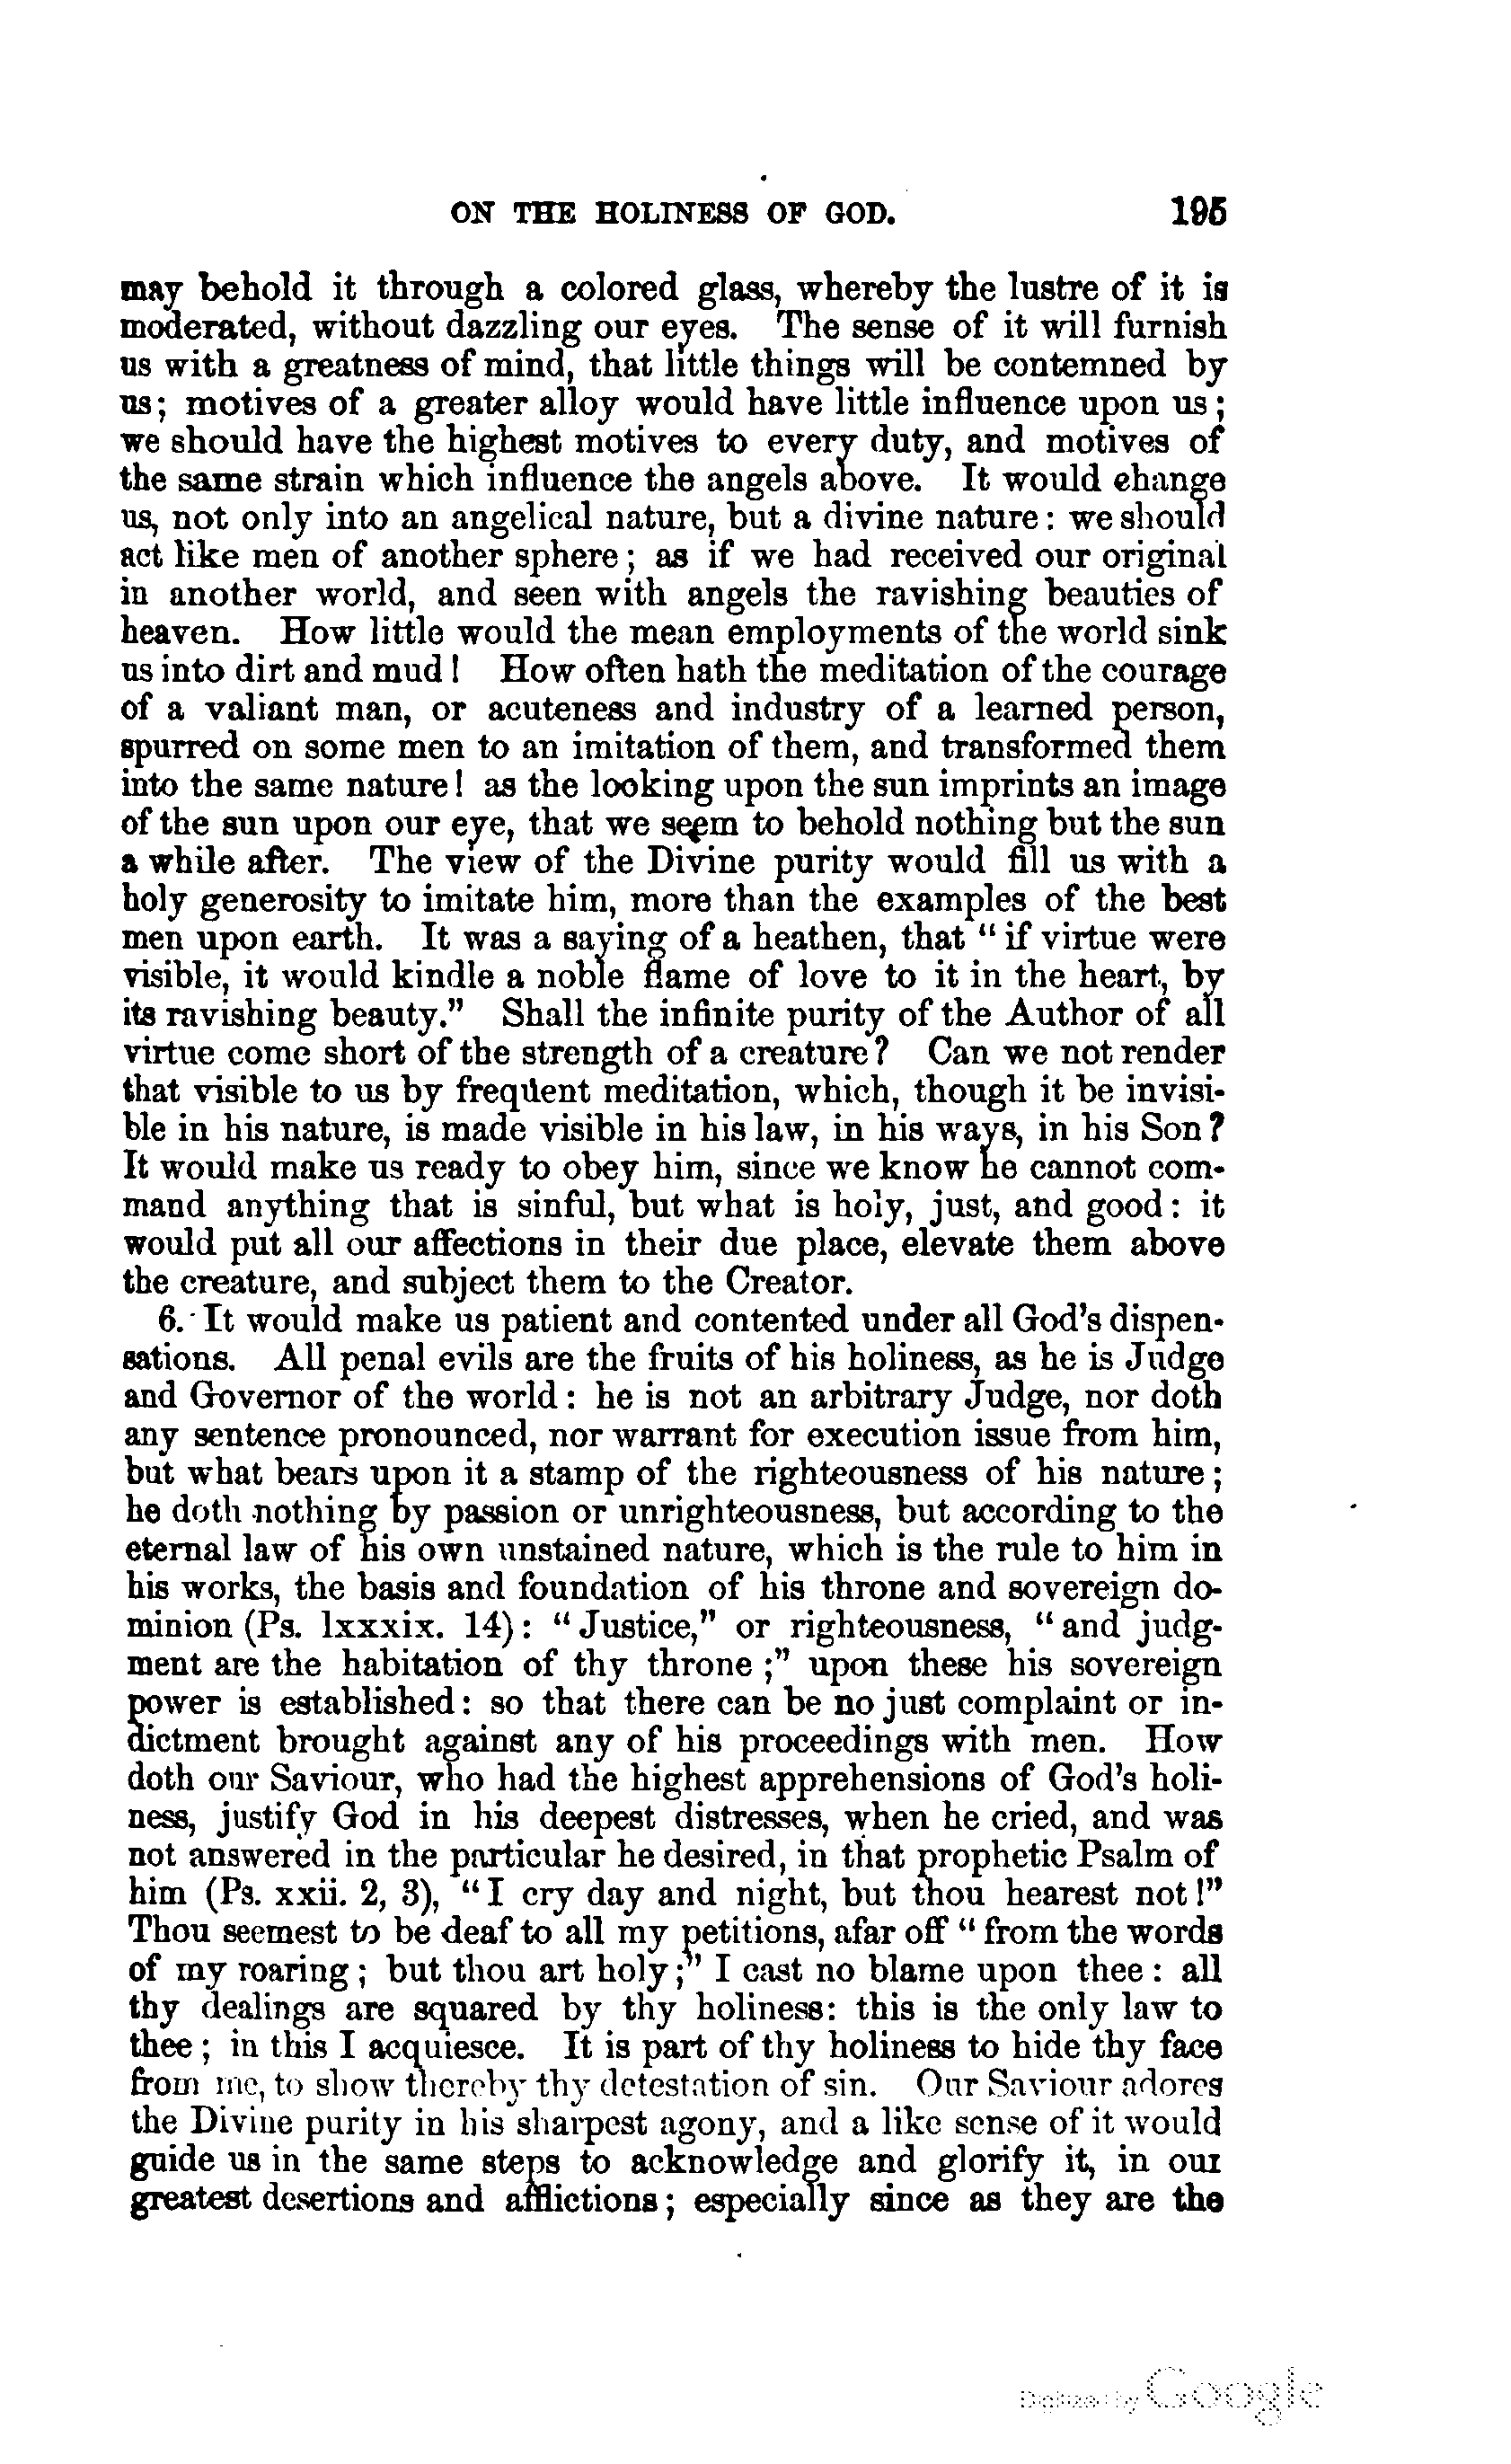 ON THE HOLINESS OF GOD. 195
may behold it through a colored glass, whereby the lustre of it is
moderated, without dazzling our eyes. The sense of it will furnish
us with a greatness of mind, that little things will be contemned by
us; motives of a greater alloy would have little influence upon us;
we should have the highest motives to every duty, and motives of
the same strain which influence the angels above. It would change
us, not only into an angelical nature, but a divine nature: we should
act like men of another sphere; as if we had received our original
in another world, and seen with angels the ravishing beauties of
heaven. How little would the mean employments of the world sink
us into dirt and mud! How often hath the meditation of the courage
of a valiant man, or acuteness and industry of a learned person,
spurred on some men to an imitation of them, and transformed them
into the same nature! as the looking upon the sun imprints an image
of the sun upon our eye, that we seem to behold nothing but the sun
a while after. The view of the Divine purity would fill us with a
holy generosity to imitate him, more than the examples of the best
men upon earth. It was a saying of a heathen, that "if virtue were
visible, it would kindle a noble flame of love to it in the heart, by
its ravishing beauty." Shall the infinite purity of the Author of all
virtue come short of the strength of a creature? Can we not render
that visible to us by frequent meditation, which, though it be invisi-
ble in his nature, is made visible in his law, in his ways, in his Son?
It would make us ready to obey him, since we know he cannot com-
mand anything that is sinful, but what is holy, just, and good: it
would put all our affections in their due place, elevate them above
the creature, and subject them to the Creator.
6. It would make us patient and contented under all God's dispen-
sations. All penal evils are the fruits of his holiness, as he is Judge
and Governor of the world: he is not an arbitrary Judge, nor doth
any sentence pronounced, nor warrant for execution issue from him,
but what bears upon it a stamp of the righteousness of his nature;
he doth nothing by passion or unrighteousness, but according to the
eternal law of his own unstained nature, which is the rule to him in
his works, the basis and foundation of his throne and sovereign do-
minion (Ps. lxxxix. 14): "Justice," or righteousness, "and judg-
ment are the habitation of thy throne;" upon these his sovereign
power is established: so that there can be no just complaint or in-
dictment brought against any of his proceedings with men. How
doth our Saviour, who had the highest apprehensions of God's holi-
ness, justify God in his deepest distresses, when he cried, and was
not answered in the particular he desired, in that prophetic Psalm of
him (Ps. xxii. 2, 3), "I cry day and night, but thou hearest not!"
Thou seemest to be deaf to all my petitions, afar off "from the words
of my roaring; but thou art holy;" I cast no blame upon thee: all
thy dealings are squared by thy holiness: this is the only law to
thee; in this I acquiesce. It is part of thy holiness to hide thy face
from me, to show thereby thy detestation of sin. Our Saviour adores
the Divine purity in his sharpest agony, and a like sense of it would
guide us in the same steps to acknowledge and glorify it, in our
greatest desertions and afflictions; especially since as they are the
Digitized by Google